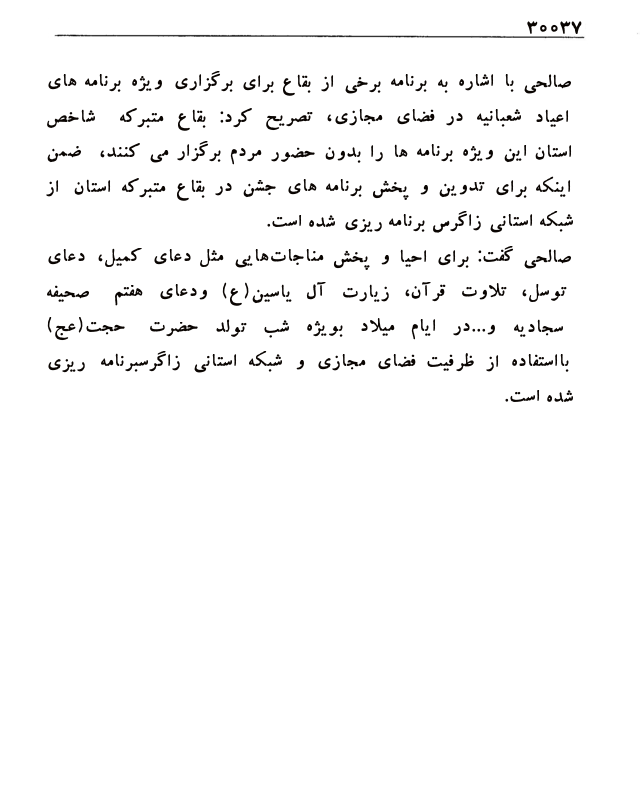 ۳۰۰۳۷
صالحی با اشاره به برنامه برخی از بقاع برای برگزاری ویژه برنامه های
اعیاد شعبانیه در فضای مجازی، تصریح کرد: بقاع متبرکه شاخص
استان این ویژه برنامه ها را بدون حضور مردم برگزار می کنند، ضمن
اینکه برای تدوین و پخش برنامه های جشن در بقاع متبرکه استان از
شبکه استانی زاگرس برنامه ریزی شده است.
صالحی گفت: برای احیا و پخش مناجات‌هایی مثل دعای کمیل، دعای
توسل، تلاوت قرآن، زیارت آل یاسین(ع) ودعای هفتم صحیفه
سجادیه و...در ایام میلاد بویژه شب تولد حضرت حجت(عج)
بااستفاده از ظرفیت فضای مجازی و شبکه استانی زاگرسبرنامه ریزی
شده است.